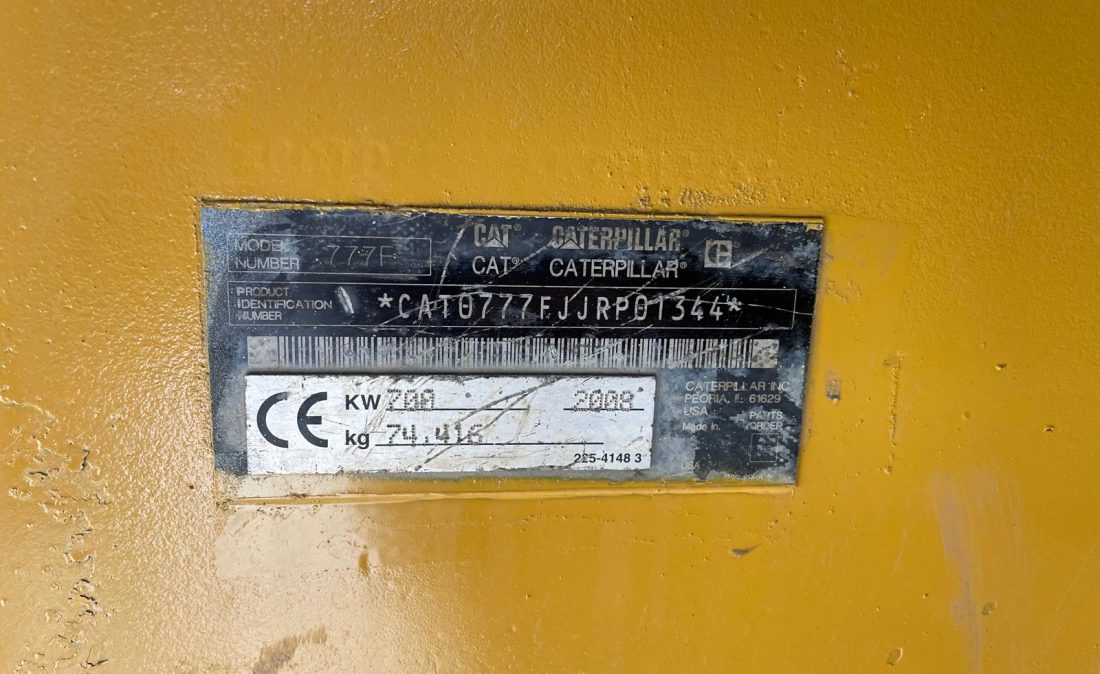 MODEL NUMBER 777F
CAT® CATERPILLAR®
CAT® CATERPILLAR®
PRODUCT IDENTIFICATION NUMBER *CAT0777FJJRP01344*
CE
KW 700 2008
kg 74.416
225-4148 3
CATERPILLAR INC.
PEORIA, IL 61629
USA
Made In:
PARTS
ORDER
USA